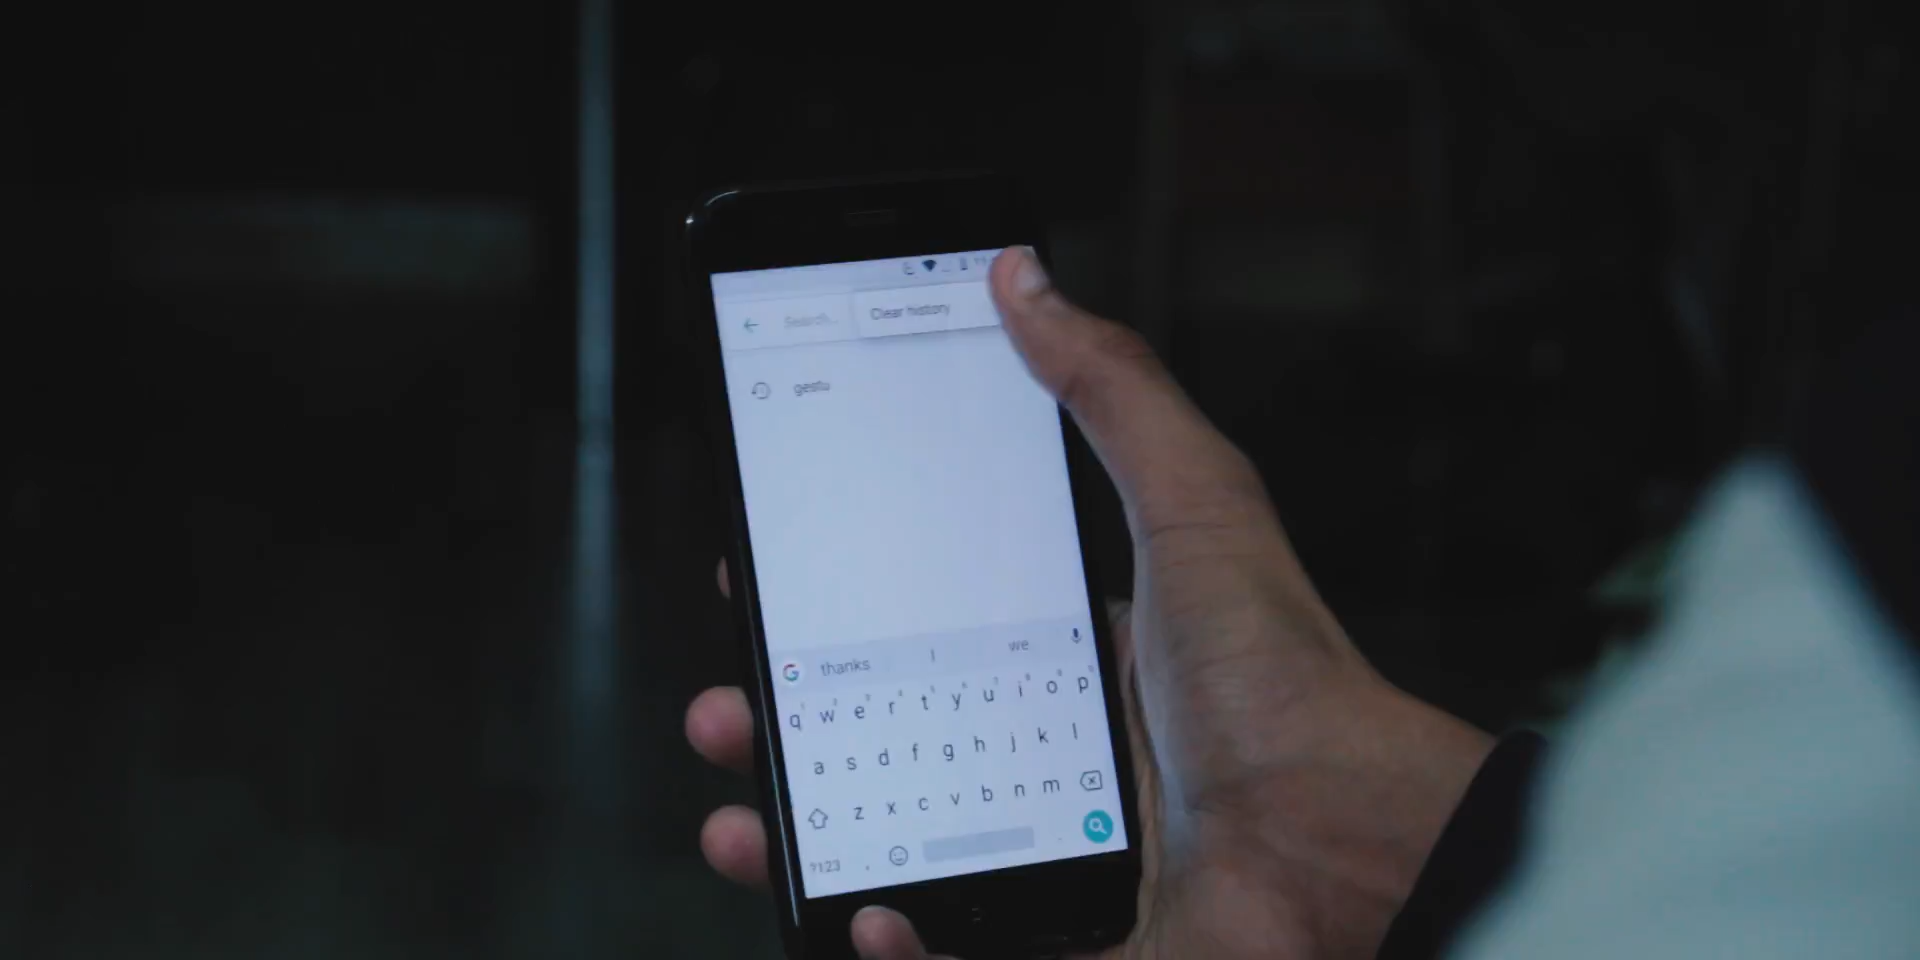 Search...
Clear history
gestu
G thanks I we
q w e r t y u i o p
a s d f g h j k l
z x c v b n m
?123 , .